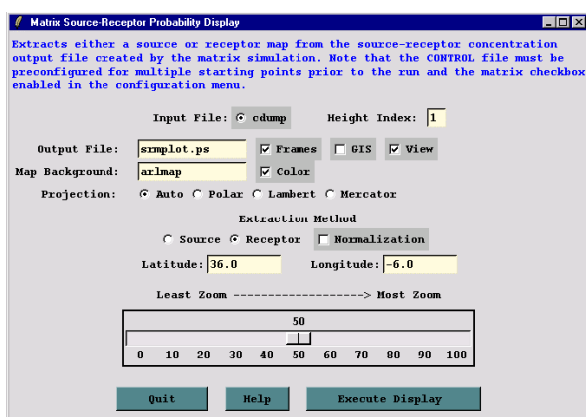 Matrix Source-Receptor Probability Display
Extracts either a source or receptor map from the source-receptor concentration
output file created by the matrix simulation. Note that the CONTROL file must be
preconfigured for multiple starting points prior to the run and the matrix checkbox
enabled in the configuration menu.
Input File: cdump Height Index: 1
Output File: srmplot.ps Frames GIS View
Map Background: arlmap Color
Projection: Auto Polar Lambert Mercator
Extraction Method
Source Receptor Normalization
Latitude: 36.0 Longitude: -6.0
Least Zoom --------------------> Most Zoom
50
0 10 20 30 40 50 60 70 80 90 100
Quit Help Execute Display